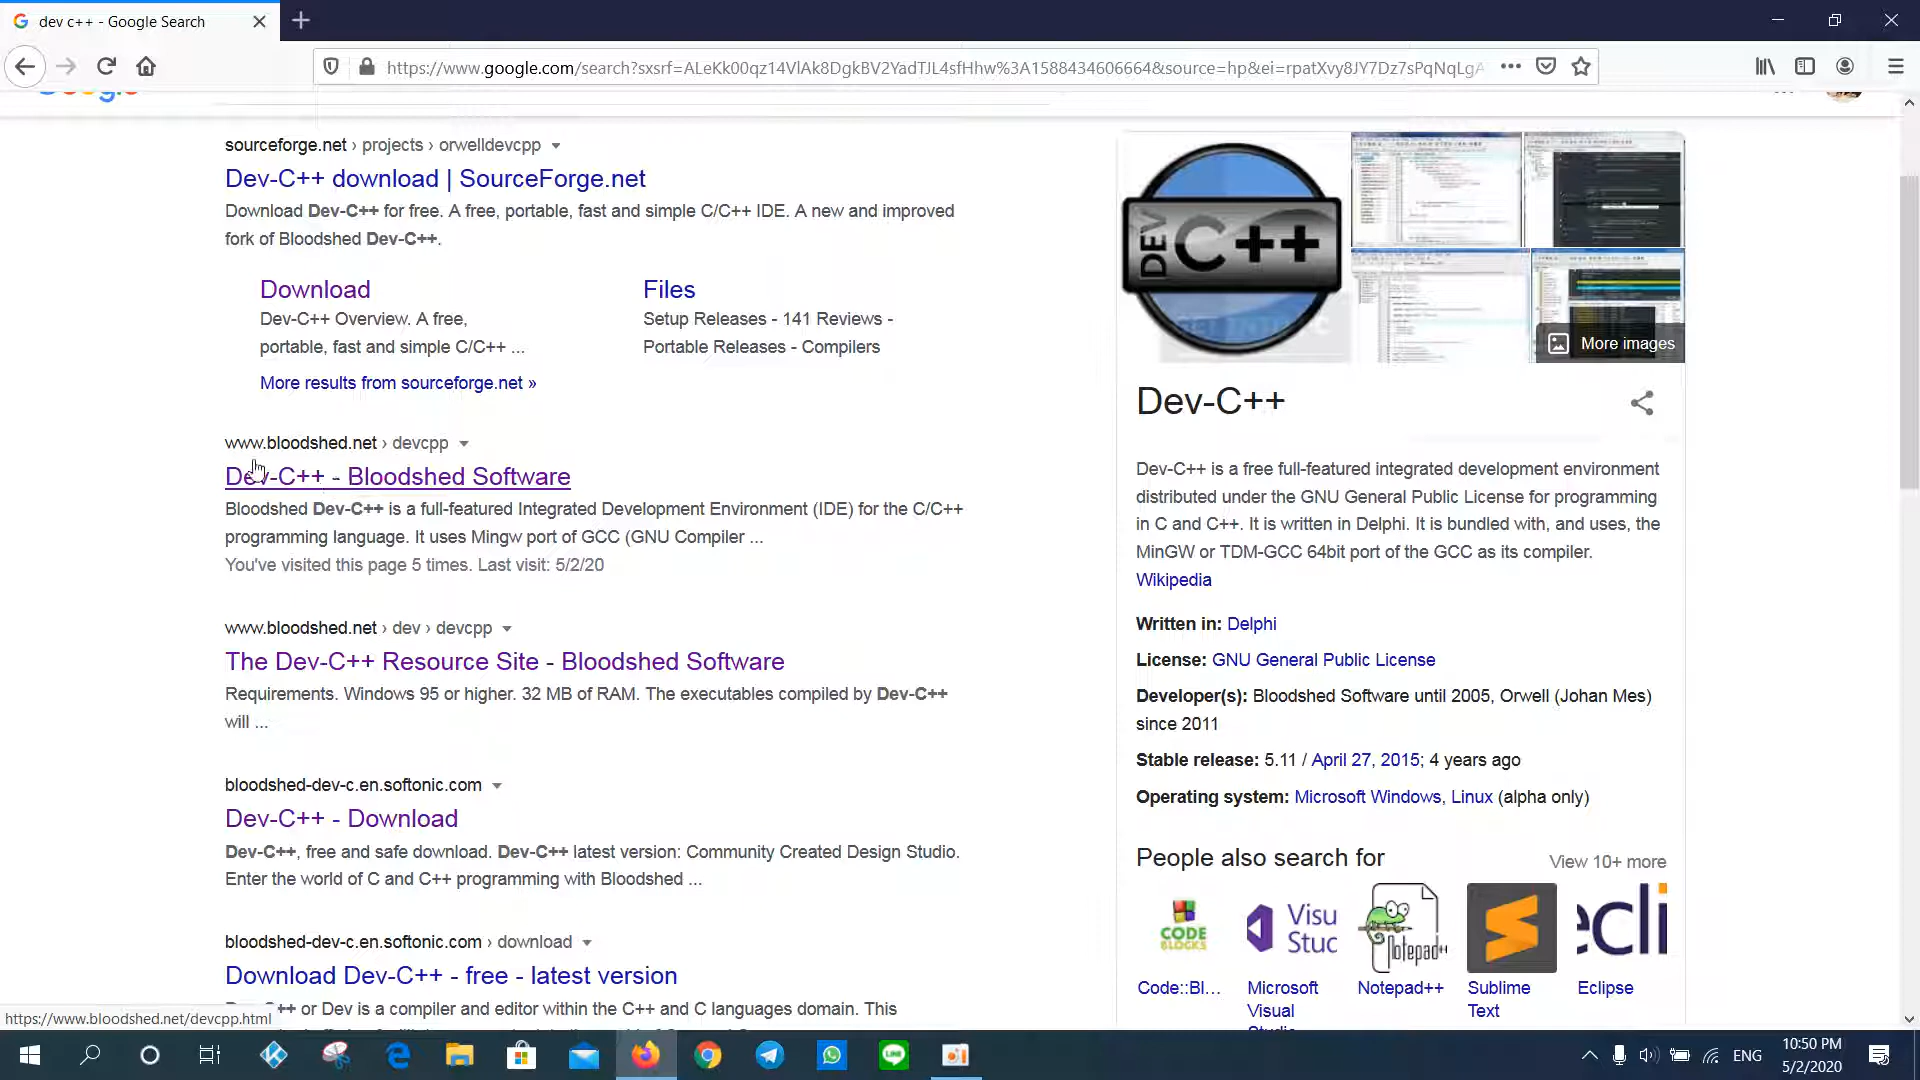 dev c++ - Google Search
https://www.google.com/search?sxsrf=ALeKk00qz14VlAk8DgkBV2YadTJL4sfHhw%3A1588434606664&source=hp&ei=rpatXvy8JY7Dz7sPqNqLgA
sourceforge.net › projects › orwelldevcpp
Dev-C++ download | SourceForge.net
Download Dev-C++ for free. A free, portable, fast and simple C/C++ IDE. A new and improved
fork of Bloodshed Dev-C++.
Download
Dev-C++ Overview. A free,
portable, fast and simple C/C++ ...
Files
Setup Releases - 141 Reviews -
Portable Releases - Compilers
More results from sourceforge.net »
www.bloodshed.net › devcpp
Dev-C++ - Bloodshed Software
Bloodshed Dev-C++ is a full-featured Integrated Development Environment (IDE) for the C/C++
programming language. It uses Mingw port of GCC (GNU Compiler ...
You've visited this page 5 times. Last visit: 5/2/20
www.bloodshed.net › dev › devcpp
The Dev-C++ Resource Site - Bloodshed Software
Requirements. Windows 95 or higher. 32 MB of RAM. The executables compiled by Dev-C++
will ...
bloodshed-dev-c.en.softonic.com
Dev-C++ - Download
Dev-C++, free and safe download. Dev-C++ latest version: Community Created Design Studio.
Enter the world of C and C++ programming with Bloodshed ...
bloodshed-dev-c.en.softonic.com › download
Download Dev-C++ - free - latest version
++ or Dev is a compiler and editor within the C++ and C languages domain. This
https://www.bloodshed.net/devcpp.html
DEV C++
More images
Dev-C++
Dev-C++ is a free full-featured integrated development environment
distributed under the GNU General Public License for programming
in C and C++. It is written in Delphi. It is bundled with, and uses, the
MinGW or TDM-GCC 64bit port of the GCC as its compiler.
Wikipedia
Written in: Delphi
License: GNU General Public License
Developer(s): Bloodshed Software until 2005, Orwell (Johan Mes)
since 2011
Stable release: 5.11 / April 27, 2015; 4 years ago
Operating system: Microsoft Windows, Linux (alpha only)
People also search for
View 10+ more
CODE BLOCKS
Visu
Stuc
Notepad++
ecli
Code::Bl...
Microsoft
Visual
Notepad++
Sublime
Text
Eclipse
LINE
ENG
10:50 PM
5/2/2020